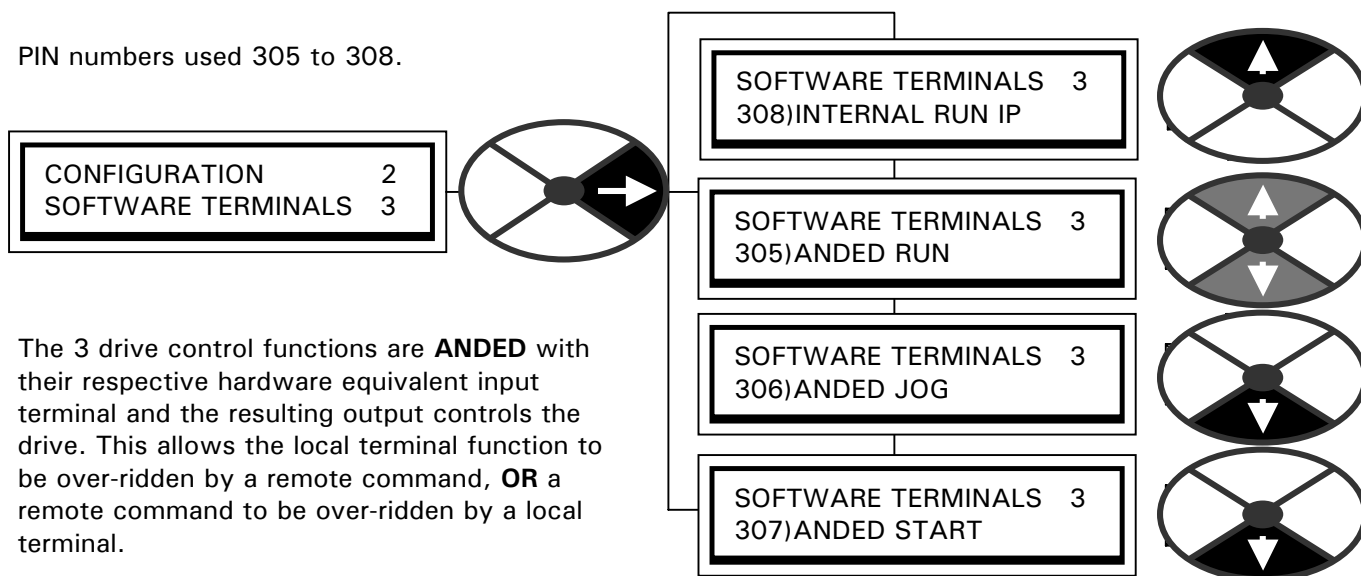 PIN numbers used 305 to 308.
CONFIGURATION 2
SOFTWARE TERMINALS 3
The 3 drive control functions are ANDED with
their respective hardware equivalent input
terminal and the resulting output controls the
drive. This allows the local terminal function to
be over-ridden by a remote command, OR a
remote command to be over-ridden by a local
terminal.
SOFTWARE TERMINALS 3
308)INTERNAL RUN IP
SOFTWARE TERMINALS 3
305)ANDED RUN
SOFTWARE TERMINALS 3
306)ANDED JOG
SOFTWARE TERMINALS 3
307)ANDED START